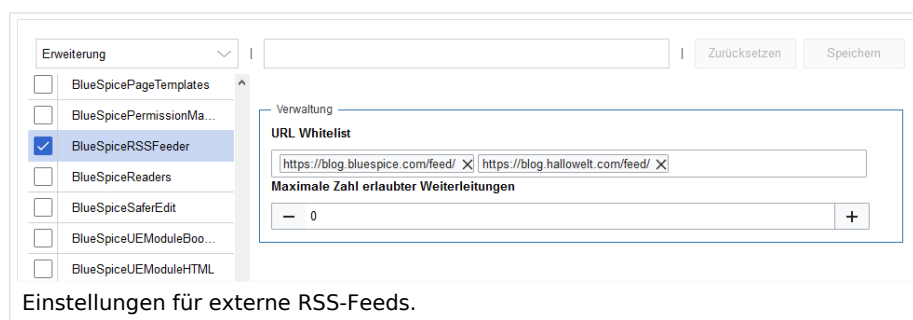 Erweiterung | | Zurücksetzen Speichern
BlueSpicePageTemplates
BlueSpicePermissionMa...
BlueSpiceRSSFeeder
BlueSpiceReaders
BlueSpiceSaferEdit
BlueSpiceUEModuleBoo...
BlueSpiceUEModuleHTML
Verwaltung
URL Whitelist
https://blog.bluespice.com/feed/ https://blog.hallowelt.com/feed/
Maximale Zahl erlaubter Weiterleitungen
0
Einstellungen für externe RSS-Feeds.